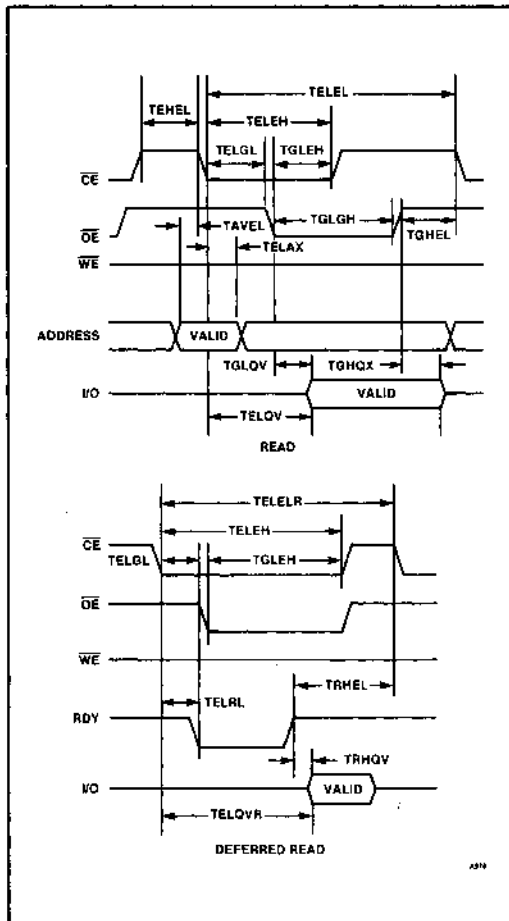 TELEL
TEHEL
TELEH
TELGL
TGLEH
CE
TGLGH
OE
TAVEL
TGHEL
TELAX
WE
ADDRESS
VALID
TGLQV
TGHQX
I/O
VALID
TELQV
READ
TELELR
TELEH
CE
TELGL
TGLEH
OE
WE
TRHEL
TELRL
RDY
TRHQV
I/O
VALID
TELQVR
DEFERRED READ